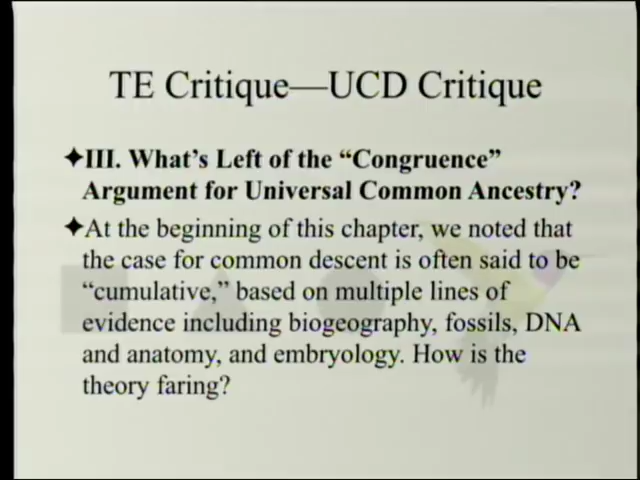 TE Critique—UCD Critique
✦III. What's Left of the “Congruence”
Argument for Universal Common Ancestry?
✦At the beginning of this chapter, we noted that
the case for common descent is often said to be
“cumulative,” based on multiple lines of
evidence including biogeography, fossils, DNA
and anatomy, and embryology. How is the
theory faring?